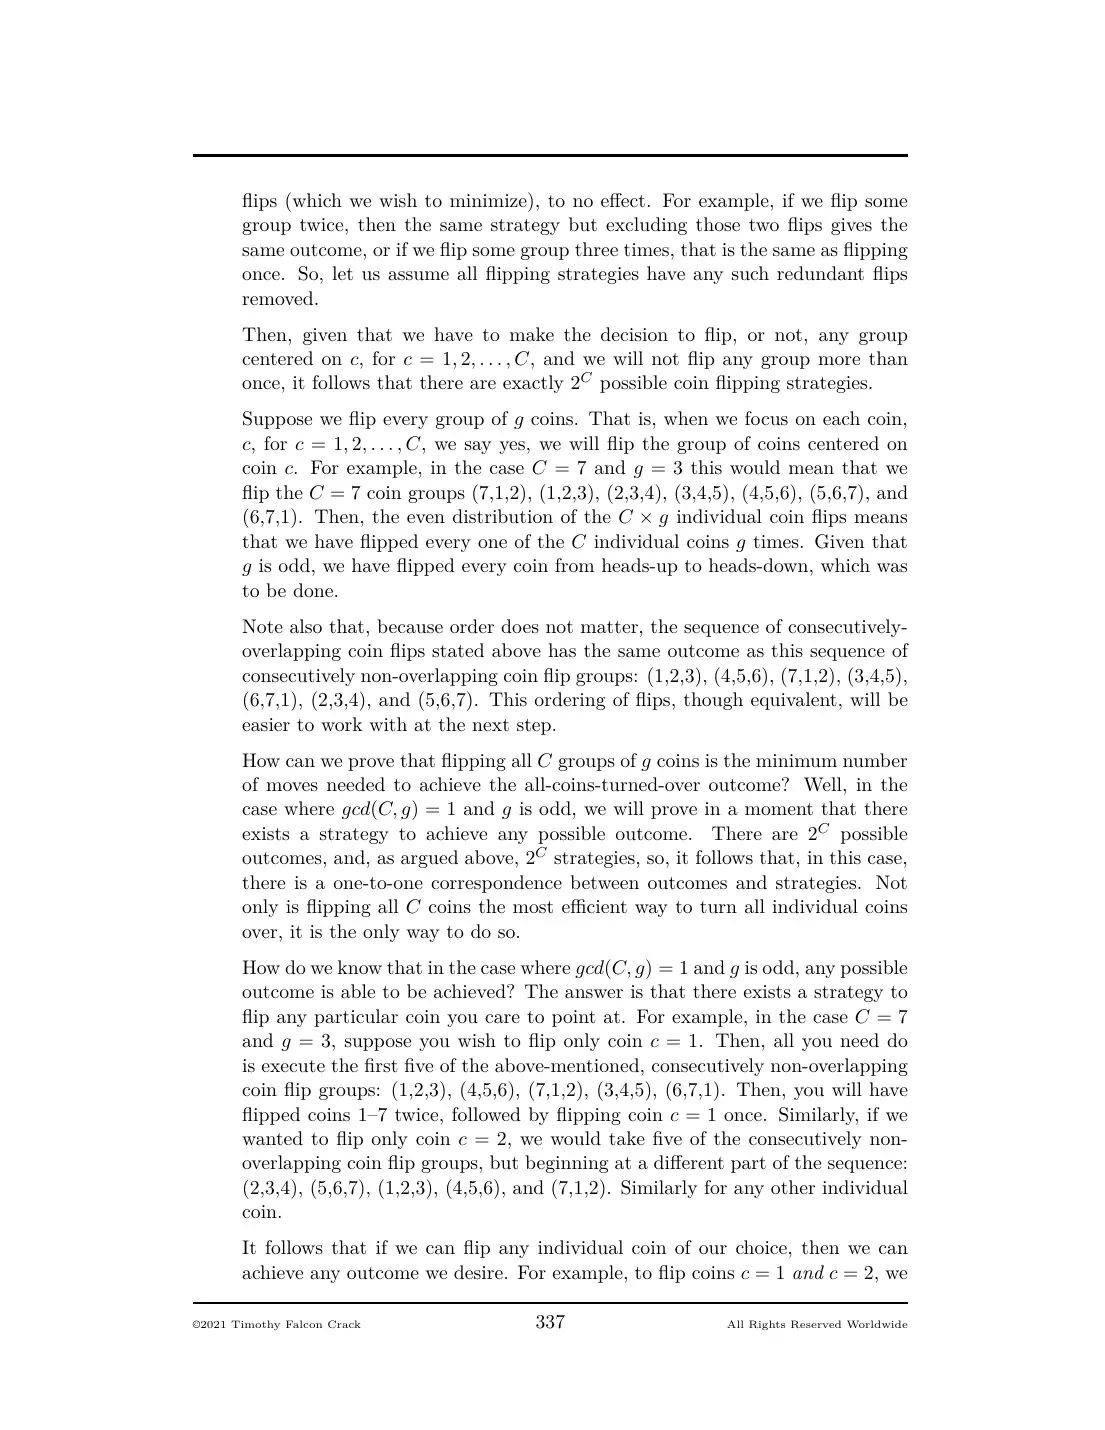 flips (which we wish to minimize), to no effect. For example, if we flip some
group twice, then the same strategy but excluding those two flips gives the
same outcome, or if we flip some group three times, that is the same as flipping
once. So, let us assume all flipping strategies have any such redundant flips
removed.
Then, given that we have to make the decision to flip, or not, any group
centered on c, for c = 1, 2, . . . , C, and we will not flip any group more than
once, it follows that there are exactly 2^C possible coin flipping strategies.
Suppose we flip every group of g coins. That is, when we focus on each coin,
c, for c = 1, 2, . . . , C, we say yes, we will flip the group of coins centered on
coin c. For example, in the case C = 7 and g = 3 this would mean that we
flip the C = 7 coin groups (7,1,2), (1,2,3), (2,3,4), (3,4,5), (4,5,6), (5,6,7), and
(6,7,1). Then, the even distribution of the C × g individual coin flips means
that we have flipped every one of the C individual coins g times. Given that
g is odd, we have flipped every coin from heads-up to heads-down, which was
to be done.
Note also that, because order does not matter, the sequence of consecutively-
overlapping coin flips stated above has the same outcome as this sequence of
consecutively non-overlapping coin flip groups: (1,2,3), (4,5,6), (7,1,2), (3,4,5),
(6,7,1), (2,3,4), and (5,6,7). This ordering of flips, though equivalent, will be
easier to work with at the next step.
How can we prove that flipping all C groups of g coins is the minimum number
of moves needed to achieve the all-coins-turned-over outcome? Well, in the
case where gcd(C, g) = 1 and g is odd, we will prove in a moment that there
exists a strategy to achieve any possible outcome. There are 2^C possible
outcomes, and, as argued above, 2^C strategies, so, it follows that, in this case,
there is a one-to-one correspondence between outcomes and strategies. Not
only is flipping all C coins the most efficient way to turn all individual coins
over, it is the only way to do so.
How do we know that in the case where gcd(C, g) = 1 and g is odd, any possible
outcome is able to be achieved? The answer is that there exists a strategy to
flip any particular coin you care to point at. For example, in the case C = 7
and g = 3, suppose you wish to flip only coin c = 1. Then, all you need do
is execute the first five of the above-mentioned, consecutively non-overlapping
coin flip groups: (1,2,3), (4,5,6), (7,1,2), (3,4,5), (6,7,1). Then, you will have
flipped coins 1–7 twice, followed by flipping coin c = 1 once. Similarly, if we
wanted to flip only coin c = 2, we would take five of the consecutively non-
overlapping coin flip groups, but beginning at a different part of the sequence:
(2,3,4), (5,6,7), (1,2,3), (4,5,6), and (7,1,2). Similarly for any other individual
coin.
It follows that if we can flip any individual coin of our choice, then we can
achieve any outcome we desire. For example, to flip coins c = 1 and c = 2, we
©2021 Timothy Falcon Crack 337 All Rights Reserved Worldwide